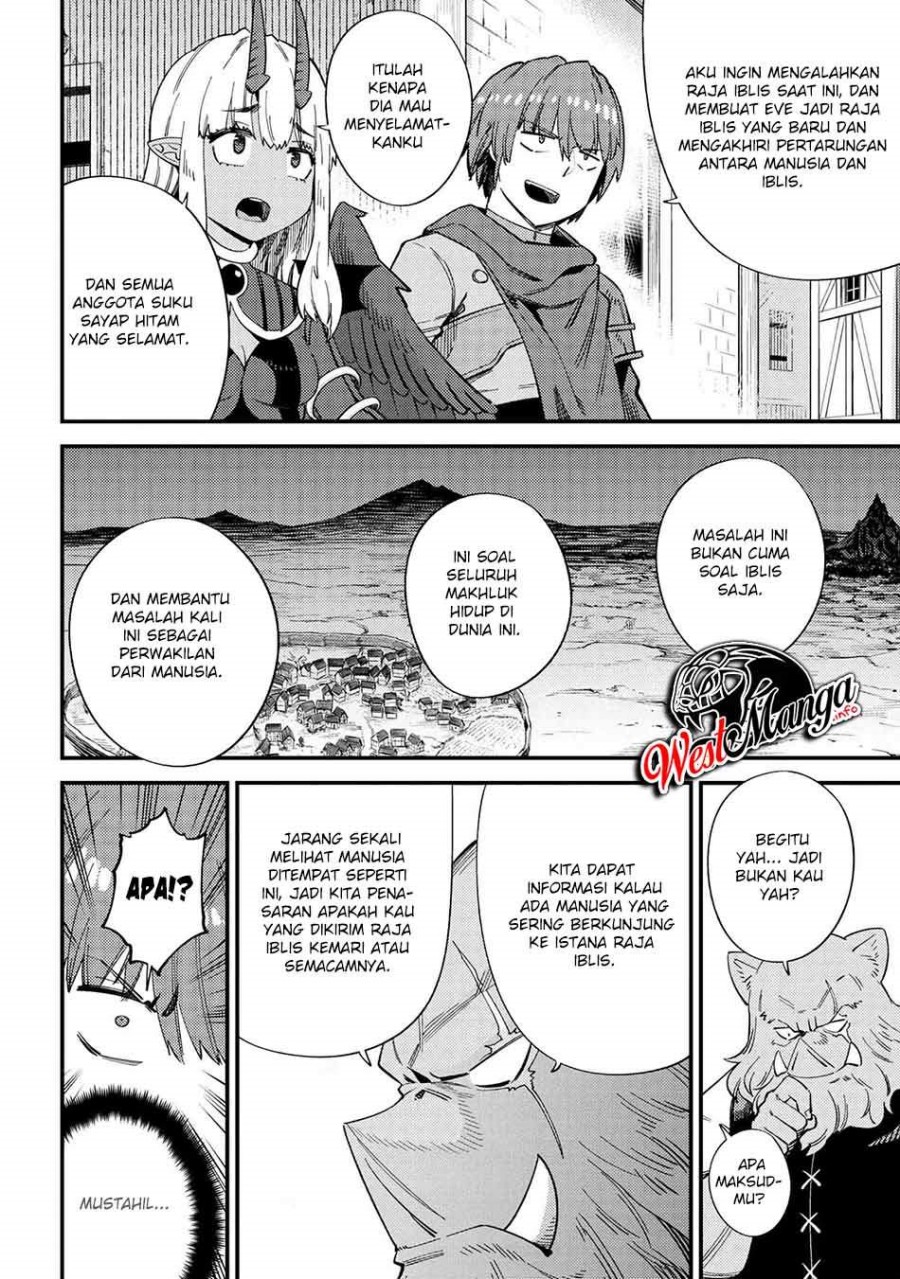 AKU INGIN MENGALAHKAN
RAJA IBLIS SAAT INI, DAN
MEMBUAT EVE JADI RAJA
IBLIS YANG BARU DAN
MENGAKHIRI PERTARUNGAN
ANTARA MANUSIA DAN
IBLIS.
ITULAH
KENAPA
DIA MAU
MENYELAMAT-
KANKU
DAN SEMUA
ANGGOTA SUKU
SAYAP HITAM
YANG SELAMAT.
MASALAH INI
BUKAN CUMA
SOAL IBLIS
SAJA.
INI SOAL
SELURUH
MAKHLUK
HIDUP DI
DUNIA INI.
DAN MEMBANTU
MASALAH KALI
INI SEBAGAI
PERWAKILAN
DARI MANUSIA.
WestManga
.info
BEGITU
YAH... JADI
BUKAN KAU
YAH?
APA
MAKSUD-
MU?
KITA DAPAT
INFORMASI KALAU
ADA MANUSIA YANG
SERING BERKUNJUNG
KE ISTANA RAJA
IBLIS.
JARANG SEKALI
MELIHAT MANUSIA
DITEMPAT SEPERTI
INI, JADI KITA PENA-
SARAN APAKAH KAU
YANG DIKIRIM RAJA
IBLIS KEMARI ATAU
SEMACAMNYA.
APA!?
MUSTAHIL...